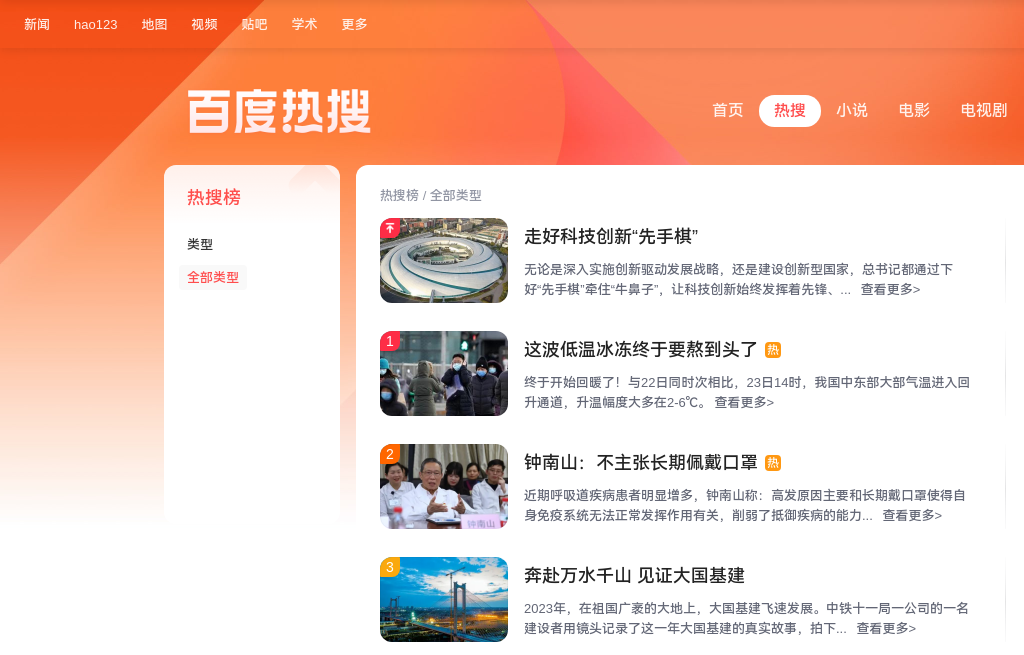 新闻 hao123 地图 视频 贴吧 学术 更多
百度热搜
首页 热搜 小说 电影 电视剧
热搜榜
类型
全部类型
热搜榜 / 全部类型
走好科技创新“先手棋”
无论是深入实施创新驱动发展战略，还是建设创新型国家，总书记都通过下
好“先手棋”牵住“牛鼻子”，让科技创新始终发挥着先锋、... 查看更多>
1
这波低温冰冻终于要熬到头了 热
终于开始回暖了！与22日同时次相比，23日14时，我国中东部大部气温进入回
升通道，升温幅度大多在2-6℃。 查看更多>
2
钟南山：不主张长期佩戴口罩 热
近期呼吸道疾病患者明显增多，钟南山称：高发原因主要和长期戴口罩使得自
身免疫系统无法正常发挥作用有关，削弱了抵御疾病的能力... 查看更多>
钟南山
3
奔赴万水千山 见证大国基建
2023年，在祖国广袤的大地上，大国基建飞速发展。中铁十一局一公司的一名
建设者用镜头记录了这一年大国基建的真实故事，拍下... 查看更多>